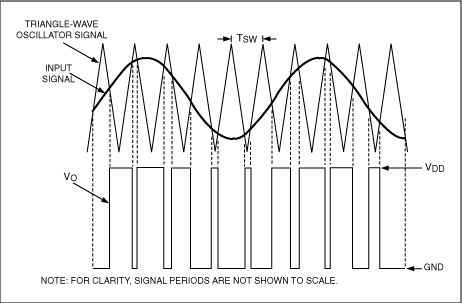 TRIANGLE-WAVE
OSCILLATOR SIGNAL
TSW
INPUT
SIGNAL
VO
VDD
GND
NOTE: FOR CLARITY, SIGNAL PERIODS ARE NOT SHOWN TO SCALE.